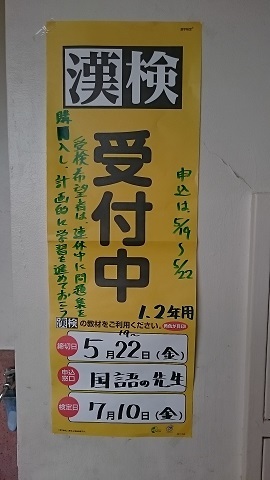 漢検
受付中
申込は、5/19～5/22
受検希望者は、連休中に問題集を
購入し、計画的に学習を進めておこう
1、2年用
漢検の教材をご利用ください。
締切日 5月22日(金)
申込窓口 国語の先生
検定日 7月10日(金)